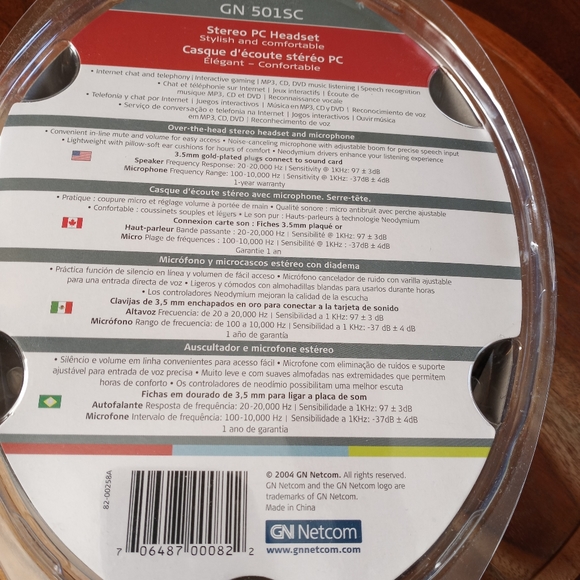 GN 501SC
Stereo PC Headset
Stylish and comfortable
Casque d'écoute stéréo PC
Élégant – Confortable
• Internet chat and telephony | Interactive gaming | MP3, CD, DVD music listening | Speech recognition
• Chat et téléphonie sur Internet | Jeux interactifs | Écoute de
musique MP3, CD et DVD | Reconnaissance vocale
• Telefonía y chat por Internet | Juegos interactivos | Música en MP3, CD y DVD | Reconocimiento de voz
• Serviço de conversação e telefonia na Internet | Jogos interativos | Ouvir música
em MP3, CD, DVD | Reconhecimento de voz
Over-the-head stereo headset and microphone
• Convenient in-line mute and volume for easy access • Noise-canceling microphone with adjustable boom for precise speech input
• Lightweight with pillow-soft ear cushions for hours of comfort • Neodymium drivers enhance your listening experience
3.5mm gold-plated plugs connect to sound card
Speaker Frequency Response: 20-20,000 Hz | Sensitivity @ 1KHz: 97 ± 3dB
Microphone Frequency Range: 100-10,000 Hz | Sensitivity @ 1KHz: -37dB ± 4dB
1-year warranty
Casque d'écoute stéréo avec microphone. Serre-tête.
• Pratique : coupure micro et réglage volume à portée de main • Qualité sonore : micro antibruit avec perche ajustable
• Confortable : coussinets souples et légers • Le son pur : Hauts-parleurs à technologie Neodymium
Connexion carte son : Fiches 3.5mm plaqué or
Haut-parleur Bande passante : 20-20,000 Hz | Sensibilité @ 1KHz: 97 ± 3dB
Micro Plage de fréquences : 100-10,000 Hz | Sensibilité @ 1KHz: -37dB ± 4dB
Garantie 1 an
Micrófono y microcascos estéreo con diadema
• Práctica función de silencio en línea y volumen de fácil acceso • Micrófono cancelador de ruido con varilla ajustable
para una entrada directa de voz • Ligeros y cómodos con almohadillas blandas para usarlos durante horas
• Los controladores Neodymium mejoran la calidad de la escucha
Clavijas de 3,5 mm enchapados en oro para conectar a la tarjeta de sonido
Altavoz Frecuencia: de 20 a 20,000 Hz | Sensibilidad a 1 KHz: 97 ± 3 dB
Micrófono Rango de frecuencia: de 100 a 10,000 Hz | Sensibilidad a 1 KHz: -37 dB ± 4 dB
1 año de garantía
Auscultador e microfone estéreo
• Silêncio e volume em linha convenientes para acesso fácil • Microfone com eliminação de ruídos e suporte
ajustável para entrada de voz precisa • Muito leve e com suaves almofadas nas extremidades que permitem
horas de conforto • Os controladores de neodímio possibilitam uma melhor escuta
Fichas em dourado de 3,5 mm para ligar a placa de som
Autofalante Resposta de frequência: 20-20,000 Hz | Sensibilidade a 1KHz: 97 ± 3dB
Microfone Intervalo de frequência: 100-10,000 Hz | Sensibilidade a 1KHz: -37dB ± 4dB
1 ano de garantia
82-00258A
7 06487 00082 2
© 2004 GN Netcom. All rights reserved.
GN Netcom and the GN Netcom logo are
trademarks of GN Netcom.
Made in China
GN Netcom
www.gnnetcom.com